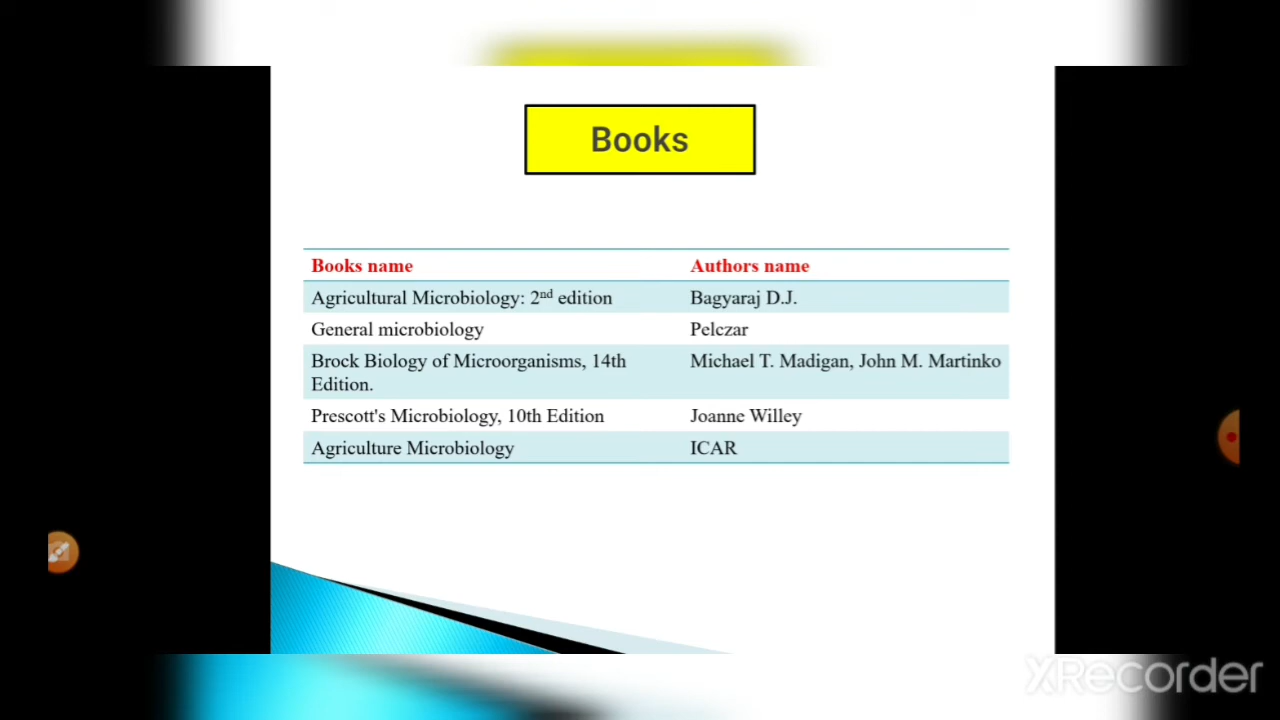 Books
Books name Authors name
Agricultural Microbiology: 2nd edition Bagyaraj D.J.
General microbiology Pelczar
Brock Biology of Microorganisms, 14th Michael T. Madigan, John M. Martinko
Edition.
Prescott's Microbiology, 10th Edition Joanne Willey
Agriculture Microbiology ICAR
XRecorder